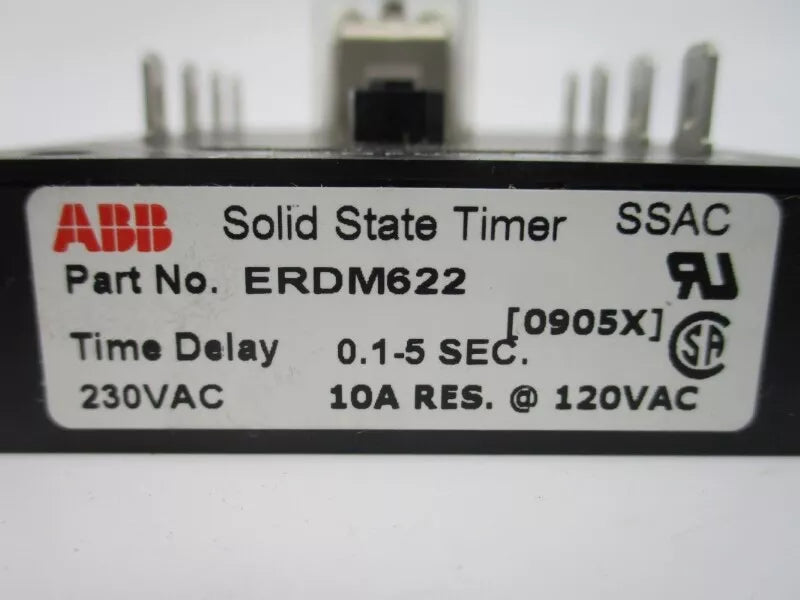 ABB Solid State Timer SSAC
Part No. ERDM622
[0905X]
Time Delay 0.1-5 SEC.
230VAC 10A RES. @ 120VAC